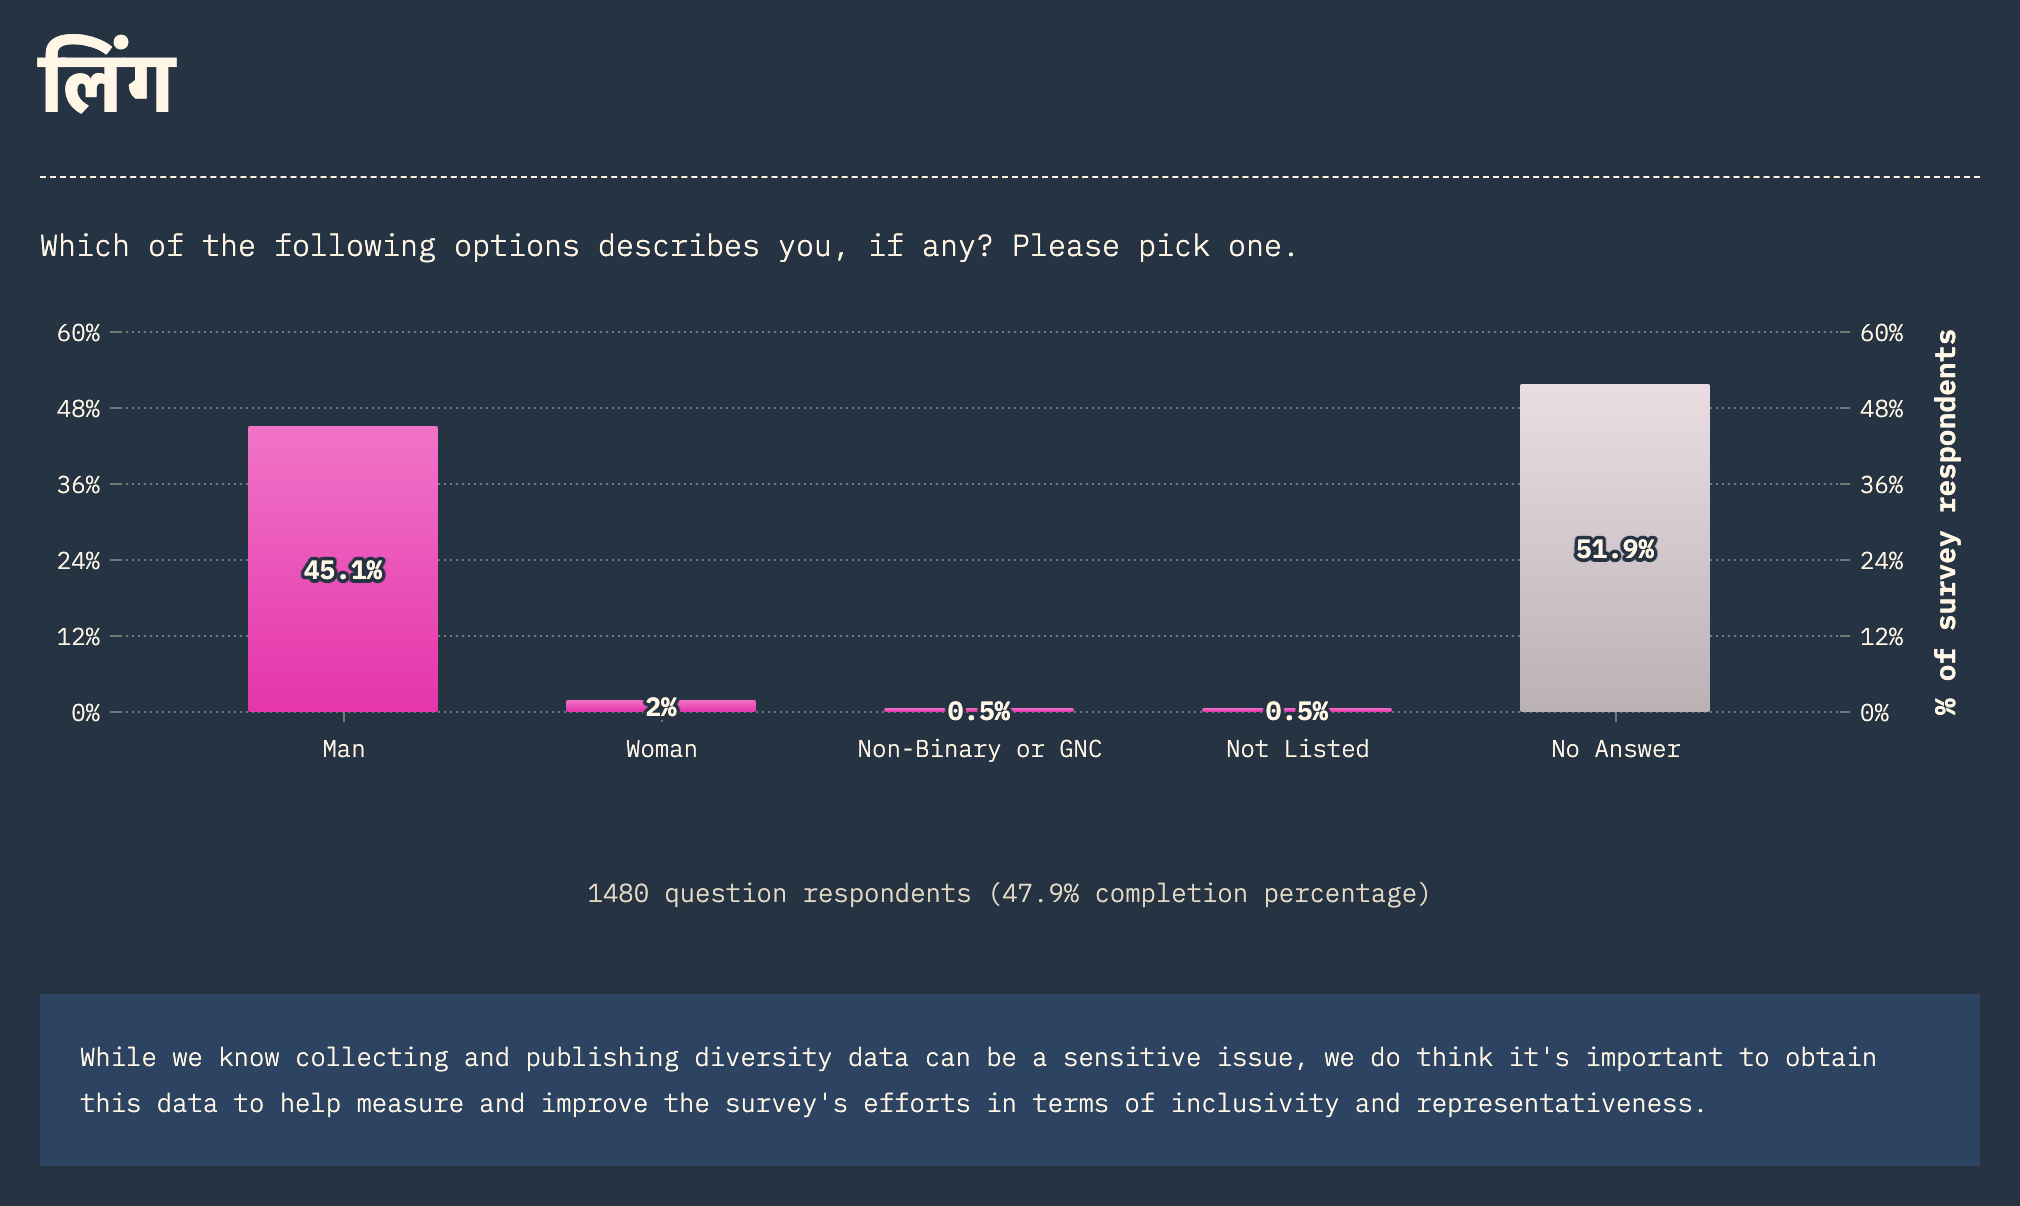 लिंग
Which of the following options describes you, if any? Please pick one.
60%
48%
36%
24%
12%
0%
45.1%
2%
0.5%
0.5%
51.9%
Man
Woman
Non-Binary or GNC
Not Listed
No Answer
60%
48%
36%
24%
12%
0%
% of survey respondents
1480 question respondents (47.9% completion percentage)
While we know collecting and publishing diversity data can be a sensitive issue, we do think it's important to obtain
this data to help measure and improve the survey's efforts in terms of inclusivity and representativeness.